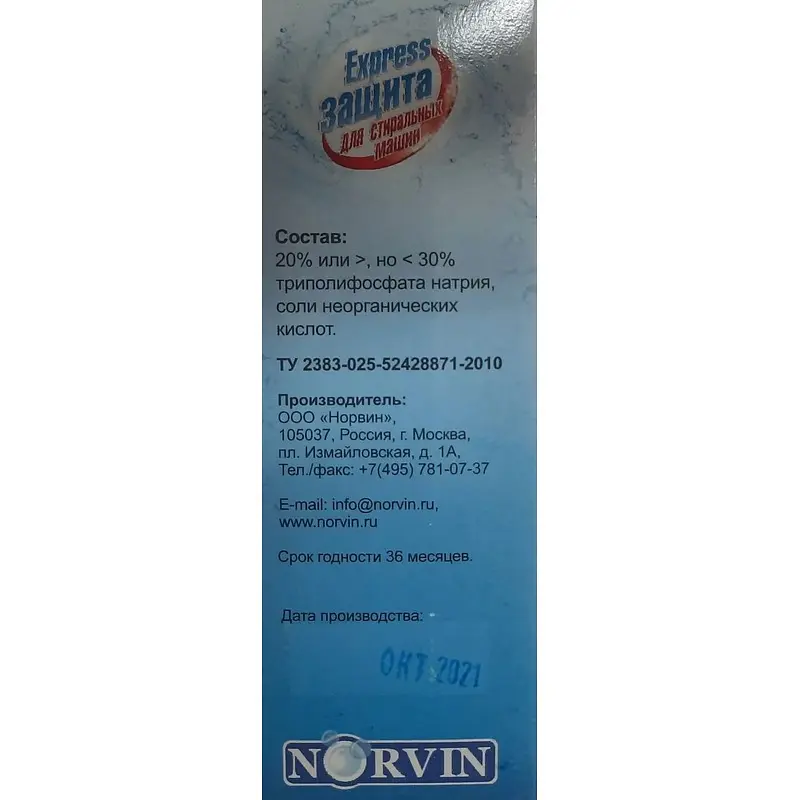 Express
защита
для стиральных
машин
Состав:
20% или >, но < 30%
триполифосфата натрия,
соли неорганических
кислот.
ТУ 2383-025-52428871-2010
Производитель:
ООО «Норвин»,
105037, Россия, г. Москва,
пл. Измайловская, д. 1А,
Тел./факс: +7(495) 781-07-37
E-mail: info@norvin.ru,
www.norvin.ru
Срок годности 36 месяцев.
Дата производства:
ОКТ 2021
NORVIN